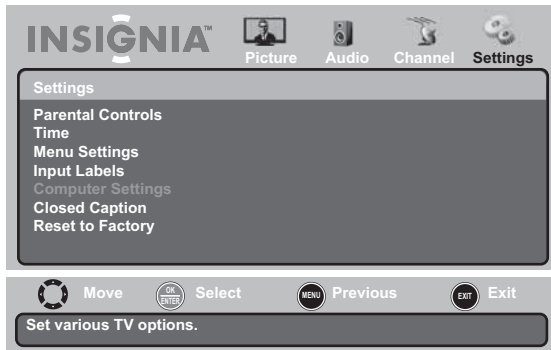 INSIGNIA™
Picture Audio Channel Settings
Settings
Parental Controls
Time
Menu Settings
Input Labels
Computer Settings
Closed Caption
Reset to Factory
Move OK ENTER Select MENU Previous EXIT Exit
Set various TV options.